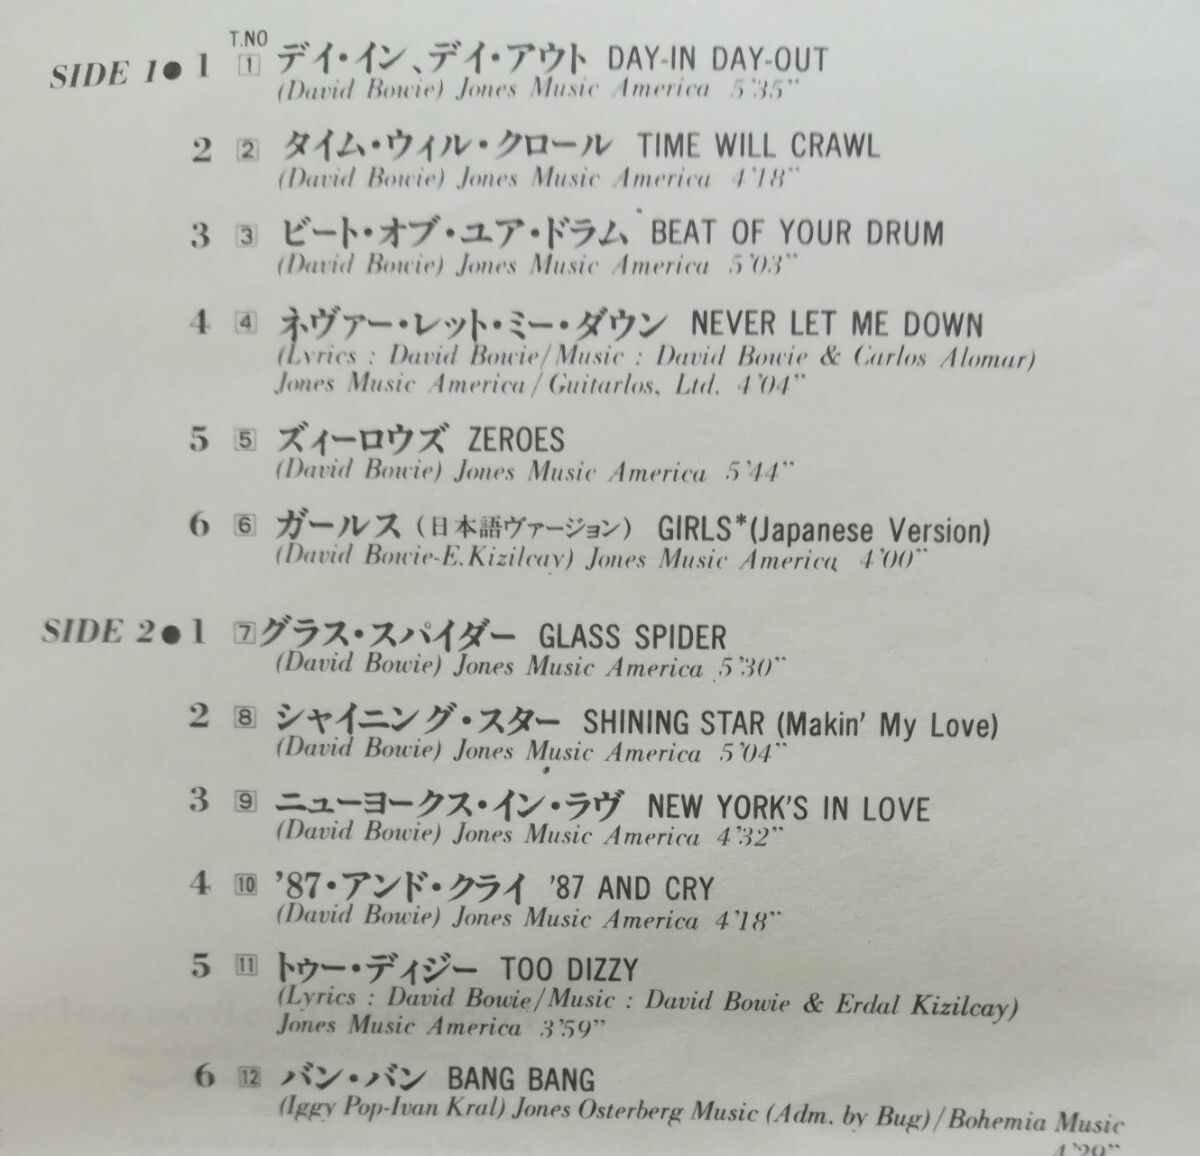 T.NO
SIDE 1●1 1 デイ・イン、デイ・アウト DAY-IN DAY-OUT
(David Bowie) Jones Music America 5'35"
2 2 タイム・ウィル・クロール TIME WILL CRAWL
(David Bowie) Jones Music America 4'18"
3 3 ビート・オブ・ユア・ドラム BEAT OF YOUR DRUM
(David Bowie) Jones Music America 5'03"
4 4 ネヴァー・レット・ミー・ダウン NEVER LET ME DOWN
(Lyrics : David Bowie/Music : David Bowie & Carlos Alomar)
Jones Music America/Guitarlos, Ltd. 4'04"
5 5 ズィーロウズ ZEROES
(David Bowie) Jones Music America 5'44"
6 6 ガールス (日本語ヴァージョン) GIRLS*(Japanese Version)
(David Bowie-E.Kizilcay) Jones Music America 4'00"
SIDE 2●1 7 グラス・スパイダー GLASS SPIDER
(David Bowie) Jones Music America 5'30"
2 8 シャイニング・スター SHINING STAR (Makin' My Love)
(David Bowie) Jones Music America 5'04"
3 9 ニューヨークス・イン・ラヴ NEW YORK'S IN LOVE
(David Bowie) Jones Music America 4'32"
4 10 '87・アンド・クライ '87 AND CRY
(David Bowie) Jones Music America 4'18"
5 11 トゥー・ディジー TOO DIZZY
(Lyrics : David Bowie/Music : David Bowie & Erdal Kizilcay)
Jones Music America 3'59"
6 12 バン・バン BANG BANG
(Iggy Pop-Ivan Kral) Jones Osterberg Music (Adm. by Bug)/Bohemia Music
4'29"